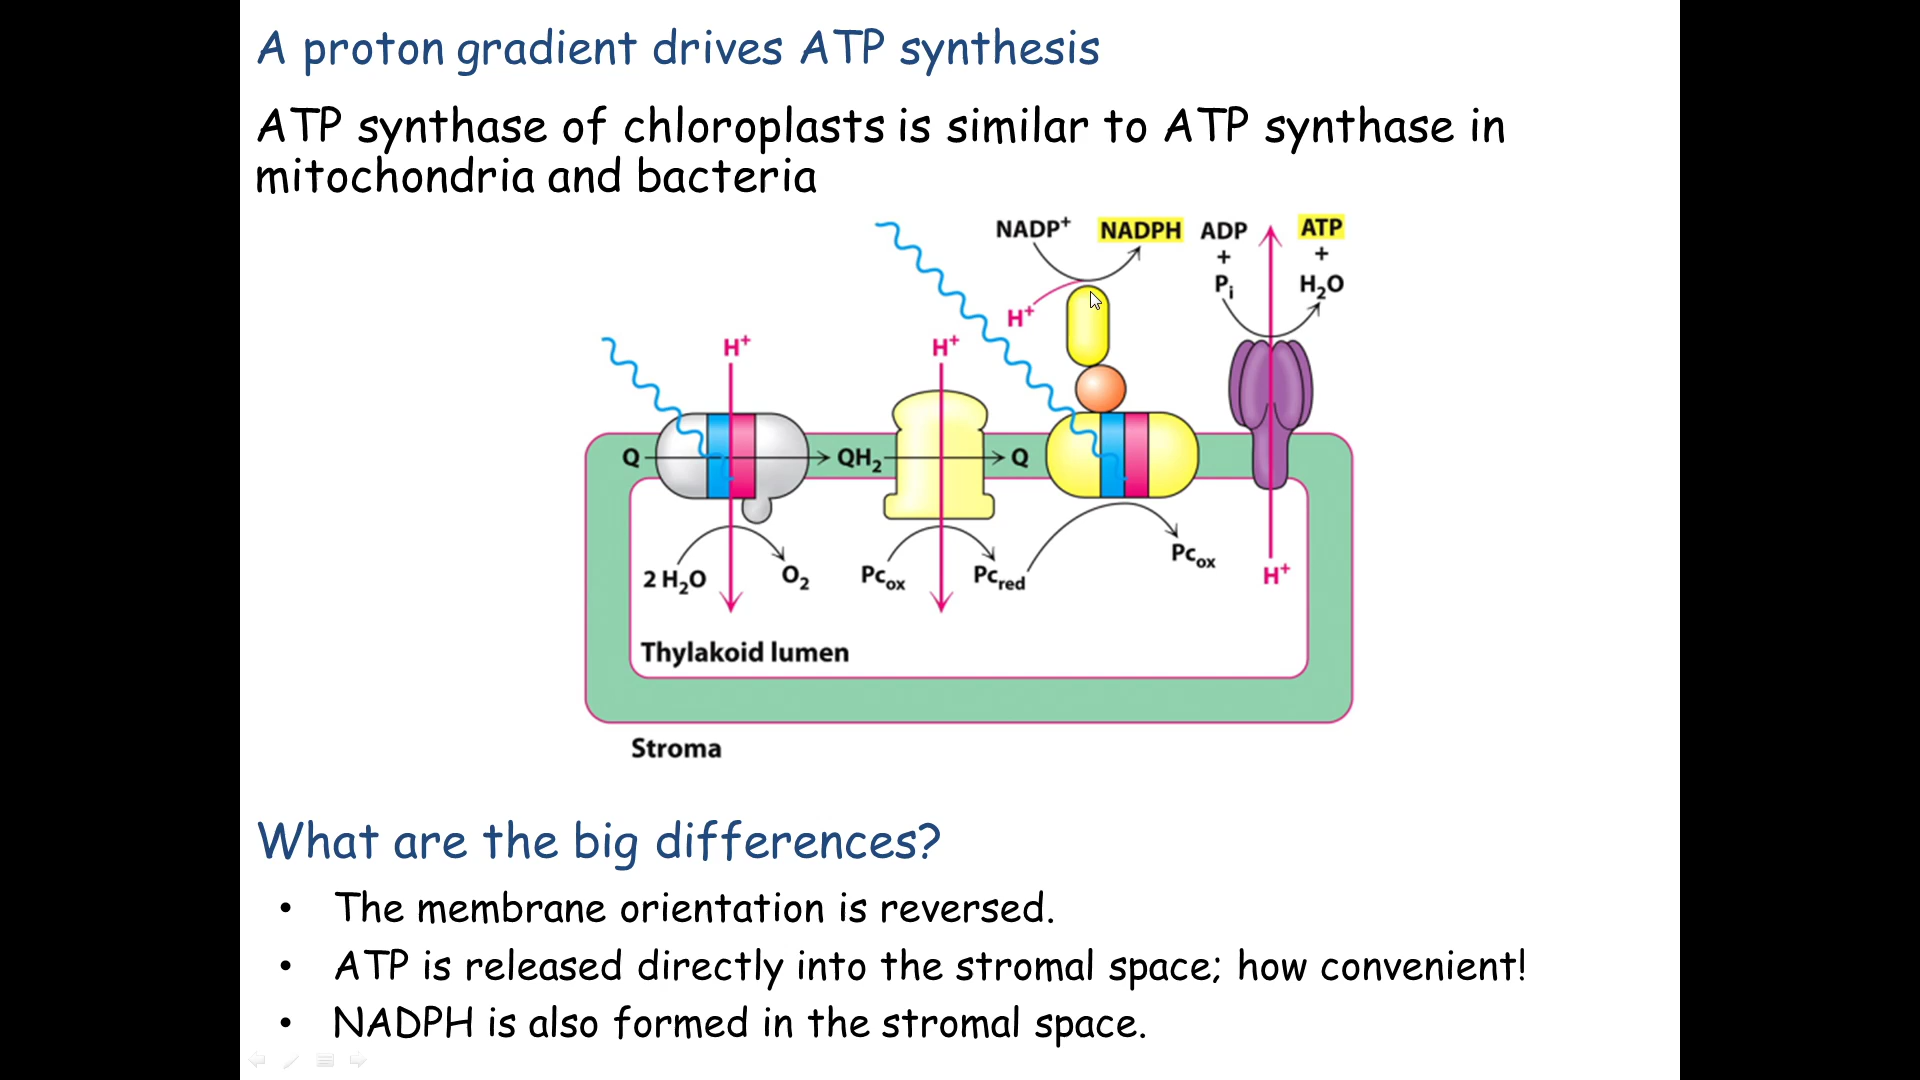 A proton gradient drives ATP synthesis
ATP synthase of chloroplasts is similar to ATP synthase in
mitochondria and bacteria
NADP⁺ NADPH ADP ATP
+ +
Pᵢ H₂O
H⁺
H⁺ H⁺
Q QH₂ Q
Pcₒₓ
2 H₂O O₂ Pcₒₓ Pc_red H⁺
Thylakoid lumen
Stroma
What are the big differences?
• The membrane orientation is reversed.
• ATP is released directly into the stromal space; how convenient!
• NADPH is also formed in the stromal space.